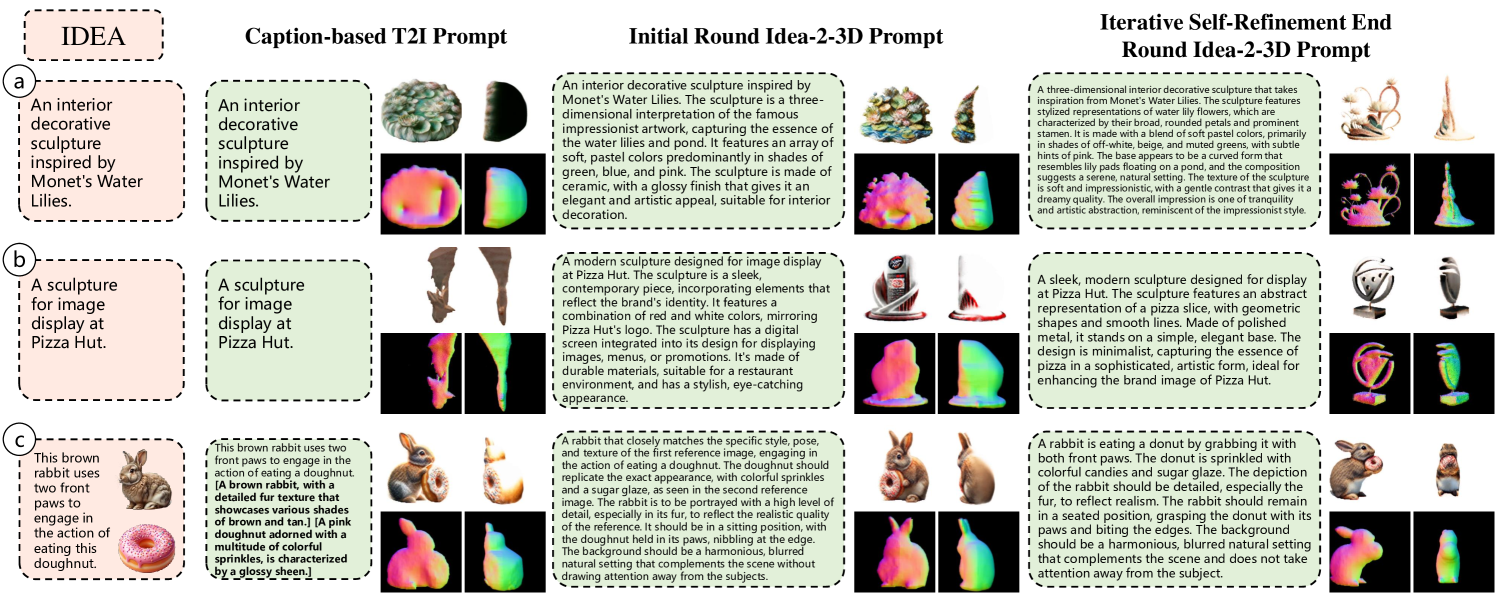 IDEA
Caption-based T2I Prompt
Initial Round Idea-2-3D Prompt
Iterative Self-Refinement End
Round Idea-2-3D Prompt
a
An interior
decorative
sculpture
inspired by
Monet's Water
Lilies.
An interior
decorative
sculpture
inspired by
Monet's Water
Lilies.
An interior decorative sculpture inspired by
Monet's Water Lilies. The sculpture is a three-
dimensional interpretation of the famous
impressionist artwork, capturing the essence of
the water lilies and pond. It features an array of
soft, pastel colors predominantly in shades of
green, blue, and pink. The sculpture is made of
ceramic, with a glossy finish that gives it an
elegant and artistic appeal, suitable for interior
decoration.
A three-dimensional interior decorative sculpture that takes
inspiration from Monet's Water Lilies. The sculpture features
stylized representations of water lily flowers, which are
characterized by their broad, rounded petals and prominent
stamen. It is made with a blend of soft pastel colors, primarily
in shades of off-white, beige, and muted greens, with subtle
hints of pink. The base appears to be a curved form that
resembles lily pads floating on a pond, and the composition
suggests a serene, natural setting. The texture of the sculpture
is soft and impressionistic, with a gentle contrast that gives it a
dreamy quality. The overall impression is one of tranquility
and artistic abstraction, reminiscent of the impressionist style.
b
A sculpture
for image
display at
Pizza Hut.
A sculpture
for image
display at
Pizza Hut.
A modern sculpture designed for image display
at Pizza Hut. The sculpture is a sleek,
contemporary piece, incorporating elements that
reflect the brand's identity. It features a
combination of red and white colors, mirroring
Pizza Hut's logo. The sculpture has a digital
screen integrated into its design for displaying
images, menus, or promotions. It's made of
durable materials, suitable for a restaurant
environment, and has a stylish, eye-catching
appearance.
A sleek, modern sculpture designed for display
at Pizza Hut. The sculpture features an abstract
representation of a pizza slice, with geometric
shapes and smooth lines. Made of polished
metal, it stands on a simple, elegant base. The
design is minimalist, capturing the essence of
pizza in a sophisticated, artistic form, ideal for
enhancing the brand image of Pizza Hut.
c
This brown
rabbit uses
two front
paws to
engage in
the action of
eating this
doughnut.
This brown rabbit uses two
front paws to engage in the
action of eating a doughnut.
[A brown rabbit, with a
detailed fur texture that
showcases various shades
of brown and tan.] [A pink
doughnut adorned with a
multitude of colorful
sprinkles, is characterized
by a glossy sheen.]
A rabbit that closely matches the specific style, pose,
and texture of the first reference image, engaging in
the action of eating a doughnut. The doughnut should
replicate the exact appearance, with colorful sprinkles
and a sugar glaze, as seen in the second reference
image. The rabbit is to be portrayed with a high level of
detail, especially in its fur, to reflect the realistic quality
of the reference. It should be in a sitting position, with
the doughnut held in its paws, nibbling at the edge.
The background should be a harmonious, blurred
natural setting that complements the scene without
drawing attention away from the subjects.
A rabbit is eating a donut by grabbing it with
both front paws. The donut is sprinkled with
colorful candies and sugar glaze. The depiction
of the rabbit should be detailed, especially the
fur, to reflect realism. The rabbit should remain
in a seated position, grasping the donut with its
paws and biting the edges. The background
should be a harmonious, blurred natural setting
that complements the scene and does not take
attention away from the subject.